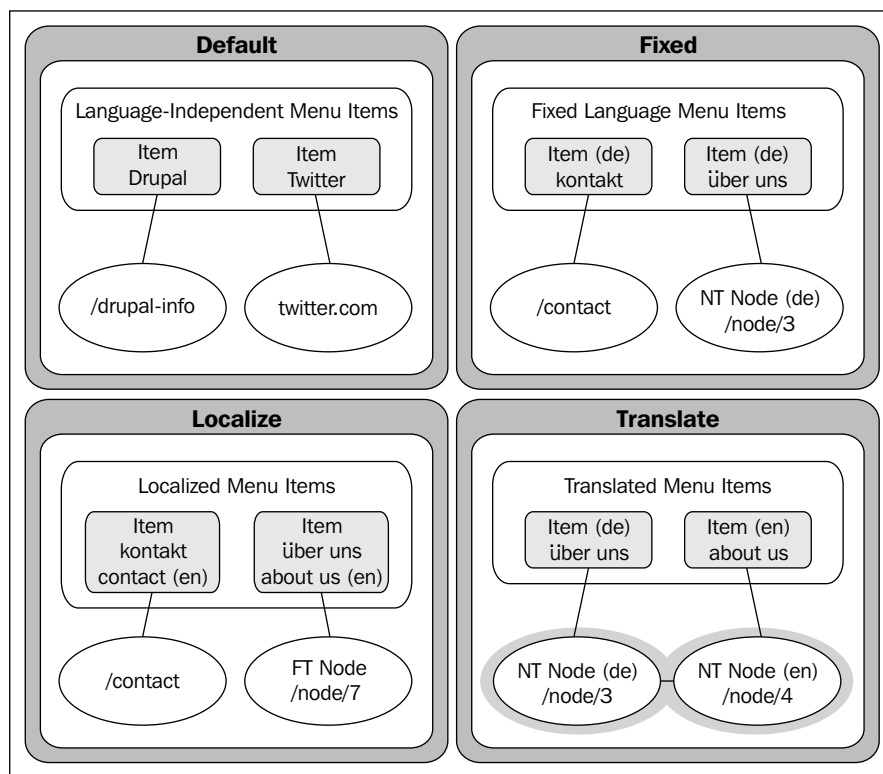 Default
Language-Independent Menu Items
Item
Drupal
Item
Twitter
/drupal-info
twitter.com
Fixed
Fixed Language Menu Items
Item (de)
kontakt
Item (de)
über uns
/contact
NT Node (de)
/node/3
Localize
Localized Menu Items
Item
kontakt
contact (en)
Item
über uns
about us (en)
/contact
FT Node
/node/7
Translate
Translated Menu Items
Item (de)
über uns
Item (en)
about us
NT Node (de)
/node/3
NT Node (en)
/node/4